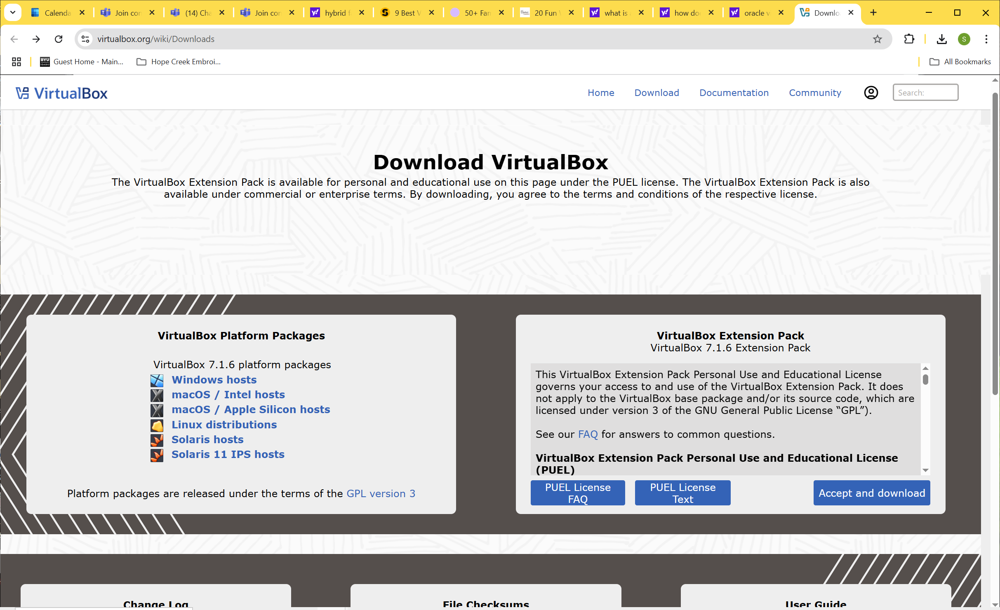 Calenda
Join con
(14) Cha
Join con
hybrid f
9 Best V
50+ Fan
20 Fun
what is
how doe
oracle v
Downlo
virtualbox.org/wiki/Downloads
S
BYU
IDAHO
Guest Home - Main...
Hope Creek Embroi...
All Bookmarks
VirtualBox
Home
Download
Documentation
Community
Search:
Download VirtualBox
The VirtualBox Extension Pack is available for personal and educational use on this page under the PUEL license. The VirtualBox Extension Pack is also
available under commercial or enterprise terms. By downloading, you agree to the terms and conditions of the respective license.
VirtualBox Platform Packages
VirtualBox 7.1.6 platform packages
Windows hosts
macOS / Intel hosts
macOS / Apple Silicon hosts
Linux distributions
Solaris hosts
Solaris 11 IPS hosts
Platform packages are released under the terms of the GPL version 3
VirtualBox Extension Pack
VirtualBox 7.1.6 Extension Pack
This VirtualBox Extension Pack Personal Use and Educational License
governs your access to and use of the VirtualBox Extension Pack. It does
not apply to the VirtualBox base package and/or its source code, which are
licensed under version 3 of the GNU General Public License “GPL”).
See our FAQ for answers to common questions.
VirtualBox Extension Pack Personal Use and Educational License
(PUEL)
PUEL License
FAQ
PUEL License
Text
Accept and download
Change Log
File Checksums
User Guide